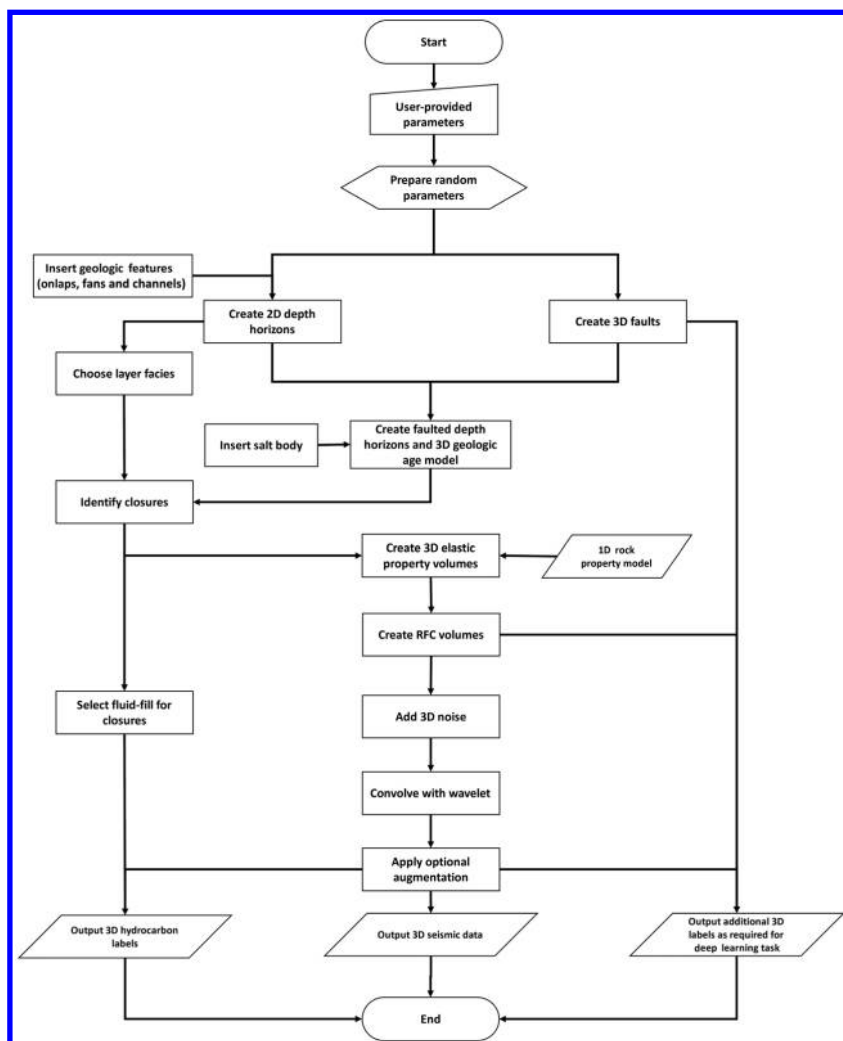 Start
User-provided
parameters
Prepare random
parameters
Insert geologic features
(onlaps, fans and channels)
Create 2D depth
horizons
Create 3D faults
Choose layer facies
Insert salt body
Create faulted depth
horizons and 3D geologic
age model
Identify closures
Create 3D elastic
property volumes
1D rock
property model
Create RFC volumes
Select fluid-fill for
closures
Add 3D noise
Convolve with wavelet
Apply optional
augmentation
Output 3D hydrocarbon
labels
Output 3D seismic data
Output additional 3D
labels as required for
deep learning task
End